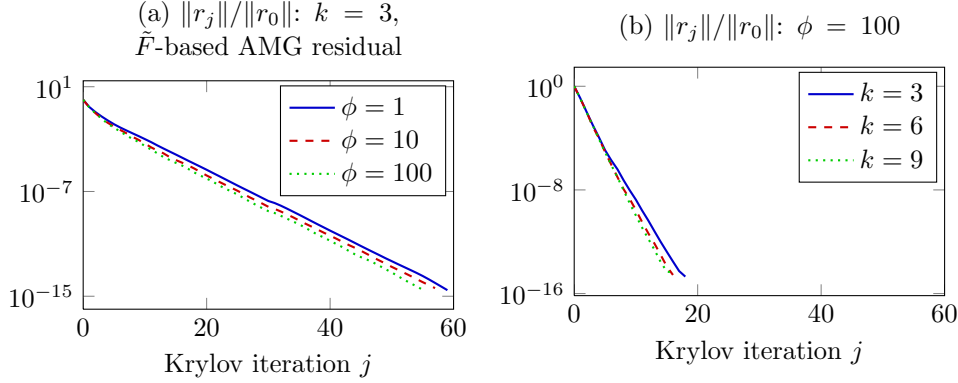 (a) ‖r_j‖/‖r_0‖: k = 3,
F̃-based AMG residual
10^1
10^−7
10^−15
0 20 40 60
Krylov iteration j
ϕ = 1
ϕ = 10
ϕ = 100
(b) ‖r_j‖/‖r_0‖: ϕ = 100
10^0
10^−8
10^−16
0 20 40 60
Krylov iteration j
k = 3
k = 6
k = 9